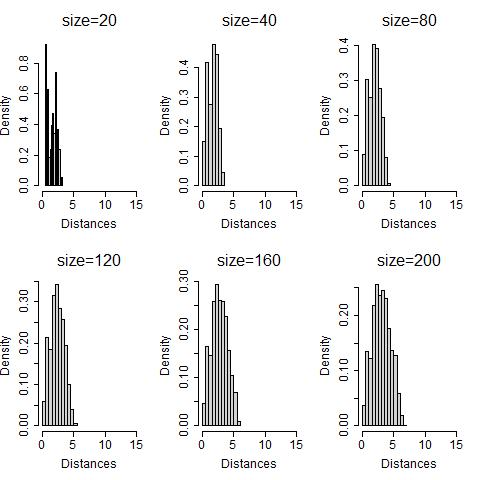 size=20
size=40
size=80
Density
0.0 0.2 0.4 0.6 0.8
Density
0.0 0.1 0.2 0.3 0.4
Density
0.0 0.1 0.2 0.3 0.4
0 5 10 15
0 5 10 15
0 5 10 15
Distances
Distances
Distances
size=120
size=160
size=200
Density
0.00 0.10 0.20 0.30
Density
0.00 0.10 0.20 0.30
Density
0.00 0.10 0.20
0 5 10 15
0 5 10 15
0 5 10 15
Distances
Distances
Distances